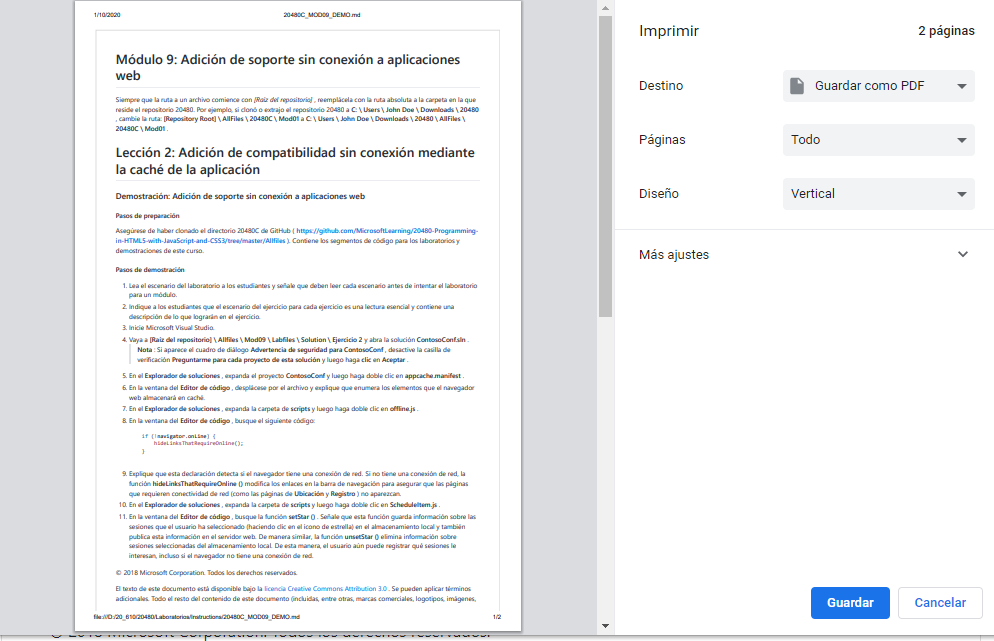 1/10/2020 20480C_MOD09_DEMO.md
Módulo 9: Adición de soporte sin conexión a aplicaciones
web
Siempre que la ruta a un archivo comience con [Raíz del repositorio] , reemplácela con la ruta absoluta a la carpeta en la que
reside el repositorio 20480. Por ejemplo, si clonó o extrajo el repositorio 20480 a C: \ Users \ John Doe \ Downloads \ 20480
, cambie la ruta: [Repository Root] \ AllFiles \ 20480C \ Mod01 a C: \ Users \ John Doe \ Downloads \ 20480 \ AllFiles \
20480C \ Mod01 .
Lección 2: Adición de compatibilidad sin conexión mediante
la caché de la aplicación
Demostración: Adición de soporte sin conexión a aplicaciones web
Pasos de preparación
Asegúrese de haber clonado el directorio 20480C de GitHub ( https://github.com/MicrosoftLearning/20480-Programming-
in-HTML5-with-JavaScript-and-CSS3/tree/master/Allfiles ). Contiene los segmentos de código para los laboratorios y
demostraciones de este curso.
Pasos de demostración
1. Lea el escenario del laboratorio a los estudiantes y señale que deben leer cada escenario antes de intentar el laboratorio
para un módulo.
2. Indique a los estudiantes que el escenario del ejercicio para cada ejercicio es una lectura esencial y contiene una
descripción de lo que lograrán en el ejercicio.
3. Inicie Microsoft Visual Studio.
4. Vaya a [Raíz del repositorio] \ Allfiles \ Mod09 \ Labfiles \ Solution \ Ejercicio 2 y abra la solución ContosoConf.sln .
Nota : Si aparece el cuadro de diálogo Advertencia de seguridad para ContosoConf , desactive la casilla de
verificación Preguntarme para cada proyecto de esta solución y luego haga clic en Aceptar .
5. En el Explorador de soluciones , expanda el proyecto ContosoConf y luego haga doble clic en appcache.manifest .
6. En la ventana del Editor de código , desplácese por el archivo y explique que enumera los elementos que el navegador
web almacenará en caché.
7. En el Explorador de soluciones , expanda la carpeta de scripts y luego haga doble clic en offline.js .
8. En la ventana del Editor de código , busque el siguiente código:
if (!navigator.onLine) {
hideLinksThatRequireOnline();
}
9. Explique que esta declaración detecta si el navegador tiene una conexión de red. Si no tiene una conexión de red, la
función hideLinksThatRequireOnline () modifica los enlaces en la barra de navegación para asegurar que las páginas
que requieren conectividad de red (como las páginas de Ubicación y Registro ) no aparezcan.
10. En el Explorador de soluciones , expanda la carpeta de scripts y luego haga doble clic en ScheduleItem.js .
11. En la ventana del Editor de código , busque la función setStar () . Señale que esta función guarda información sobre las
sesiones que el usuario ha seleccionado (haciendo clic en el icono de estrella) en el almacenamiento local y también
publica esta información en el servidor web. De manera similar, la función unsetStar () elimina información sobre
sesiones seleccionadas del almacenamiento local. De esta manera, el usuario aún puede registrar qué sesiones le
interesan, incluso si el navegador no tiene una conexión de red.
© 2018 Microsoft Corporation. Todos los derechos reservados.
El texto de este documento está disponible bajo la licencia Creative Commons Attribution 3.0 . Se pueden aplicar términos
adicionales. Todo el resto del contenido de este documento (incluidas, entre otras, marcas comerciales, logotipos, imágenes,
file:///D:/20_610/20480/Laboratorios/Instructions/20480C_MOD09_DEMO.md 1/2
Imprimir 2 páginas
Destino Guardar como PDF
Páginas Todo
Diseño Vertical
Más ajustes
Guardar Cancelar
© 2018 Microsoft Corporation. Todos los derechos reservados.